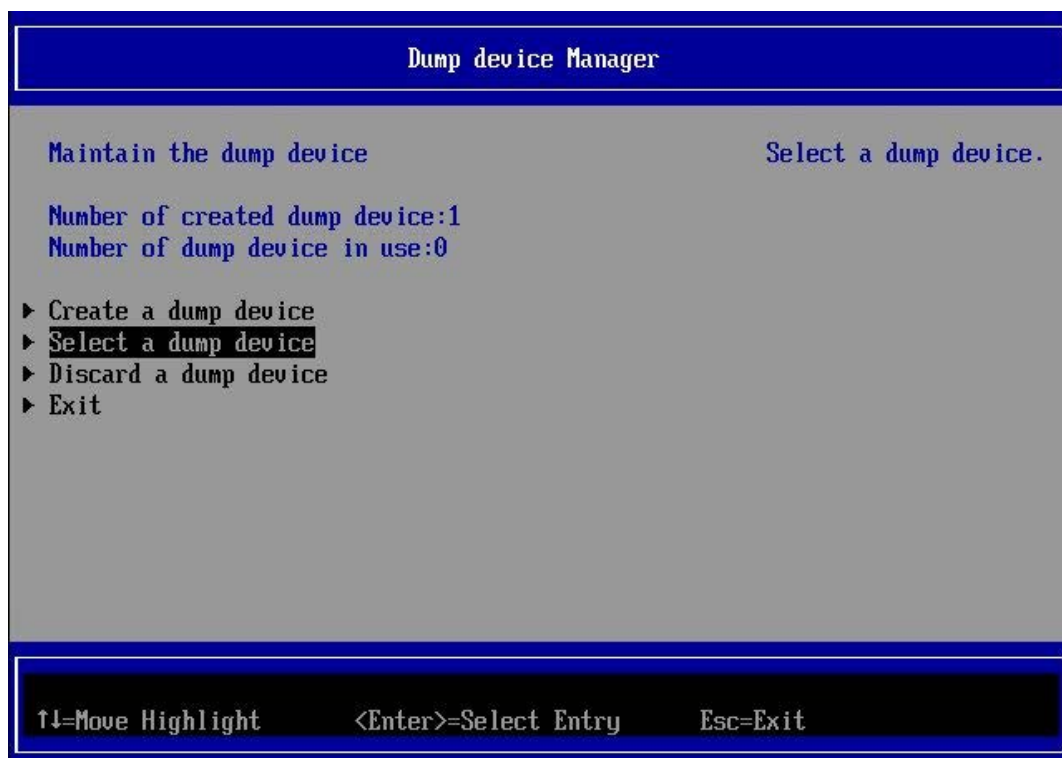 Dump device Manager
Maintain the dump device
Select a dump device.
Number of created dump device:1
Number of dump device in use:0
▶ Create a dump device
▶ Select a dump device
▶ Discard a dump device
▶ Exit
↑↓=Move Highlight <Enter>=Select Entry Esc=Exit